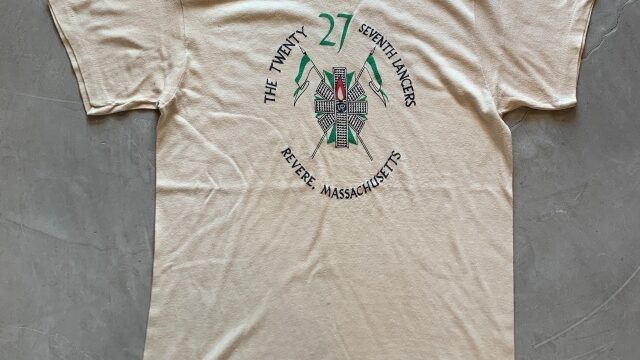 27
THE TWENTY SEVENTH LANCERS
REVERE, MASSACHUSETTS